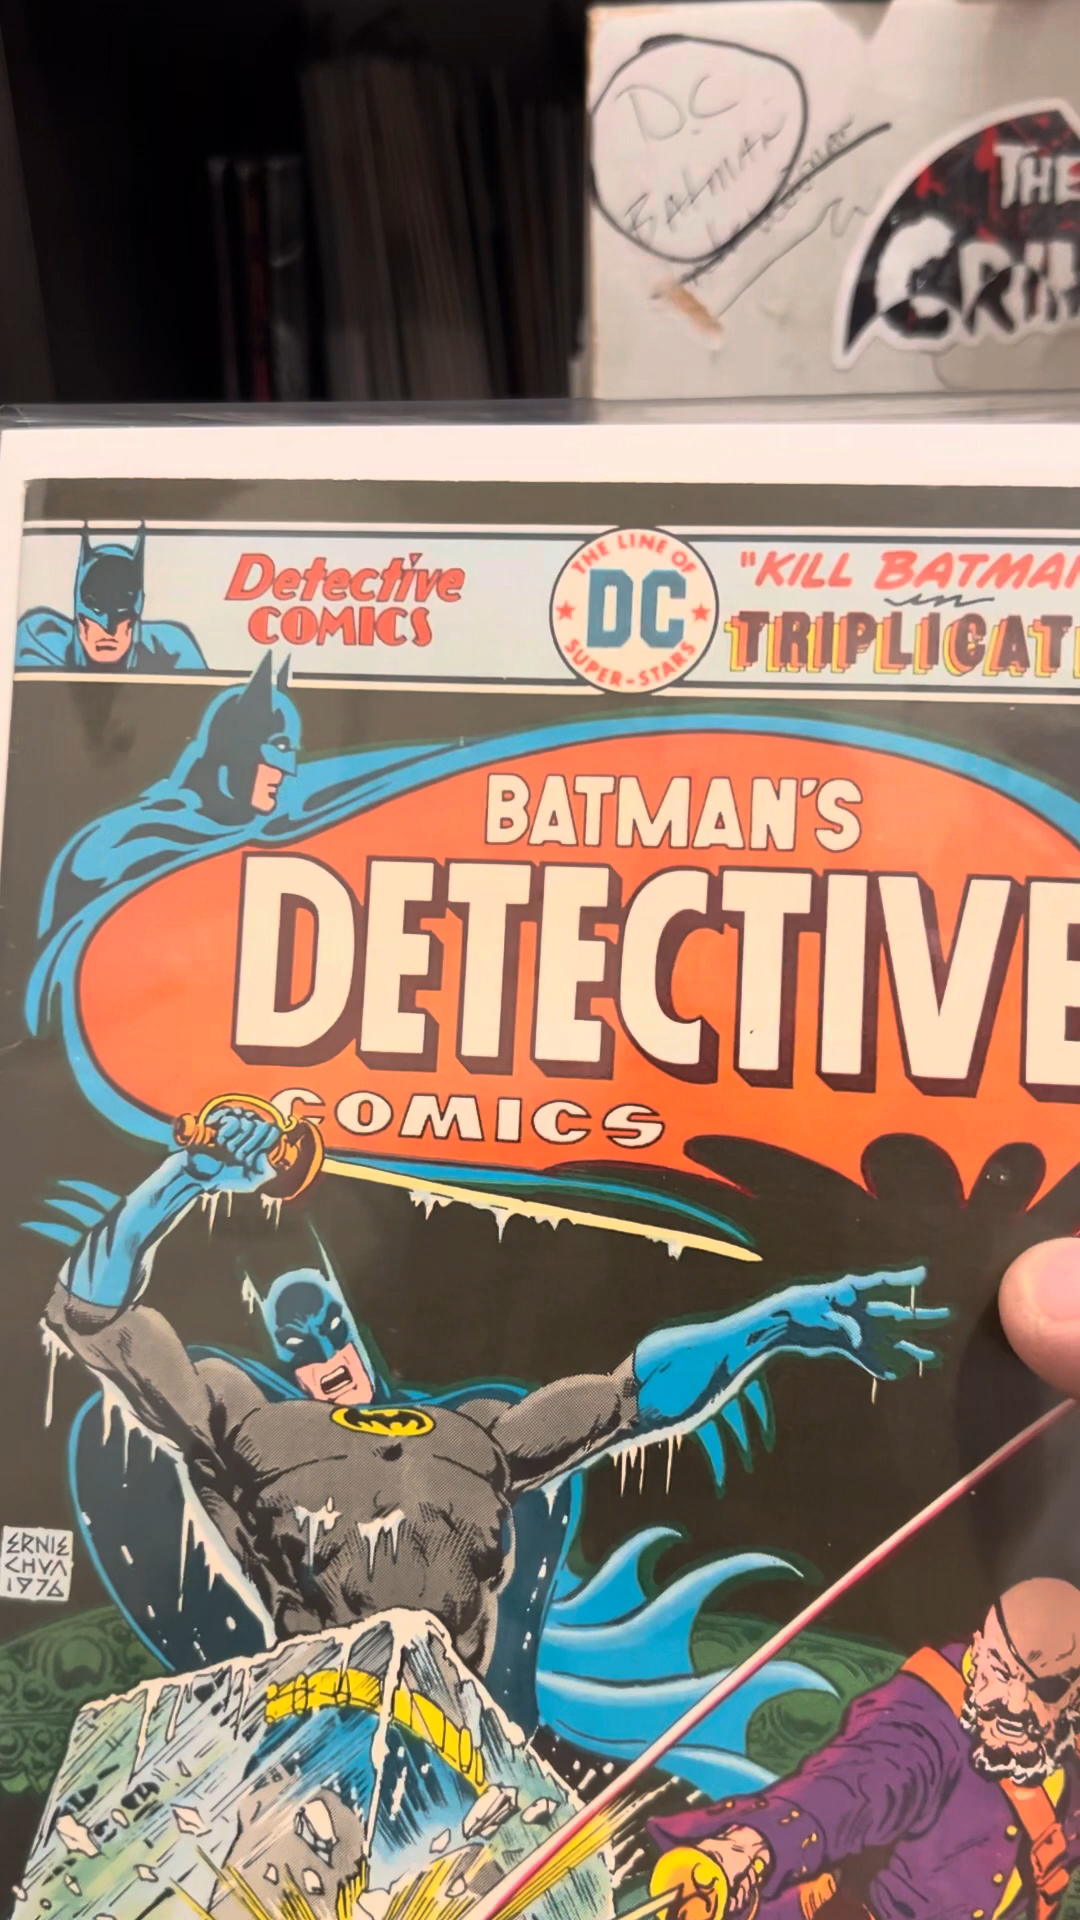 D.C
BATMAN
THE
GRIM
Detective
COMICS
THE LINE OF
DC
SUPER-STARS
"KILL BATMAN
in
TRIPLICAT
BATMAN'S
DETECTIVE
COMICS
ERNIE
CHUA
1976